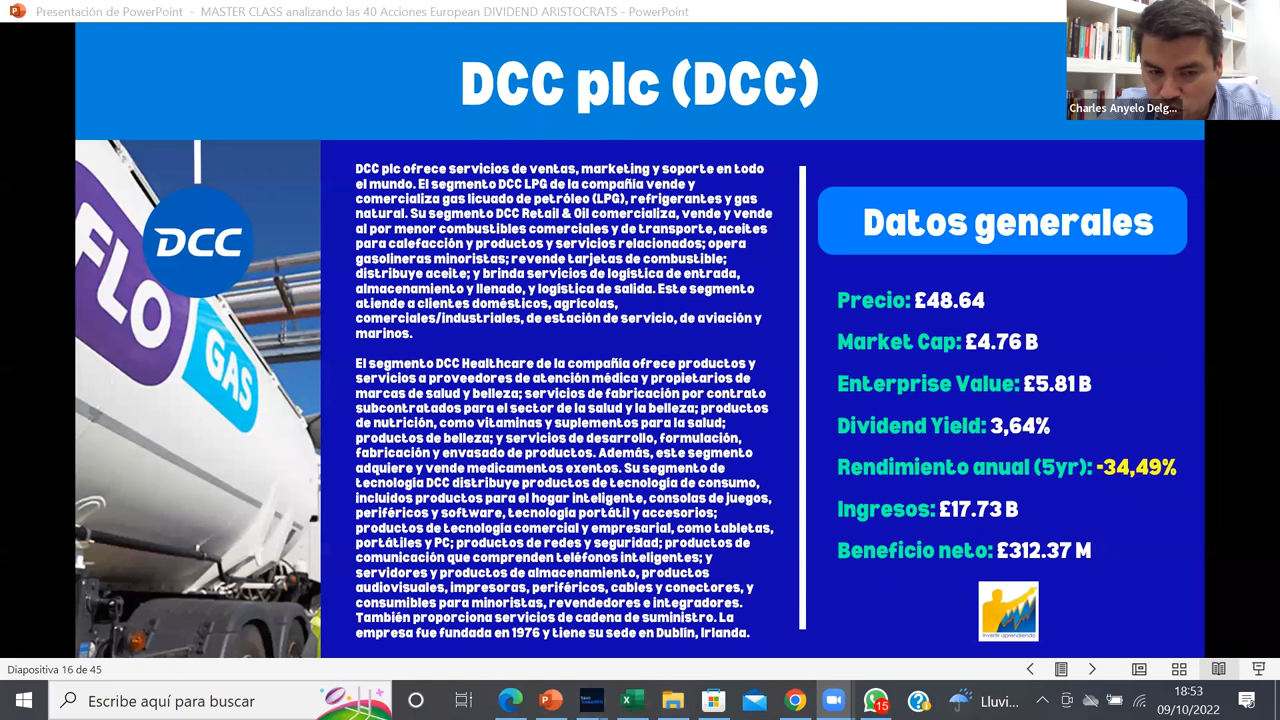 Presentación de PowerPoint - MASTER CLASS analizando las 40 Acciones European DIVIDEND ARISTOCRATS - PowerPoint
DCC plc (DCC)
Charles Anyelo Delg...
FLO
GAS
DCC
DCC plc ofrece servicios de ventas, marketing y soporte en todo
el mundo. El segmento DCC LPG de la compañía vende y
comercializa gas licuado de petróleo (LPG), refrigerantes y gas
natural. Su segmento DCC Retail & Oil comercializa, vende y vende
al por menor combustibles comerciales y de transporte, aceites
para calefacción y productos y servicios relacionados; opera
gasolineras minoristas; revende tarjetas de combustible;
distribuye aceite; y brinda servicios de logística de entrada,
almacenamiento y llenado, y logística de salida. Este segmento
atiende a clientes domésticos, agrícolas,
comerciales/industriales, de estación de servicio, de aviación y
marinos.
El segmento DCC Healthcare de la compañía ofrece productos y
servicios a proveedores de atención médica y propietarios de
marcas de salud y belleza; servicios de fabricación por contrato
subcontratados para el sector de la salud y la belleza; productos
de nutrición, como vitaminas y suplementos para la salud;
productos de belleza; y servicios de desarrollo, formulación,
fabricación y envasado de productos. Además, este segmento
adquiere y vende medicamentos exentos. Su segmento de
tecnología DCC distribuye productos de tecnología de consumo,
incluidos productos para el hogar inteligente, consolas de juegos,
periféricos y software, tecnología portátil y accesorios;
productos de tecnología comercial y empresarial, como tabletas,
portátiles y PC; productos de redes y seguridad; productos de
comunicación que comprenden teléfonos inteligentes; y
servidores y productos de almacenamiento, productos
audiovisuales, impresoras, periféricos, cables y conectores, y
consumibles para minoristas, revendedores e integradores.
También proporciona servicios de cadena de suministro. La
empresa fue fundada en 1976 y tiene su sede en Dublín, Irlanda.
Datos generales
Precio: £48.64
Market Cap: £4.76 B
Enterprise Value: £5.81 B
Dividend Yield: 3,64%
Rendimiento anual (5yr): -34,49%
Ingresos: £17.73 B
Beneficio neto: £312.37 M
invertir aprendiendo
Diapositiva 16 de 45
Escribe aquí para buscar
15
Lluvi...
18:53
09/10/2022